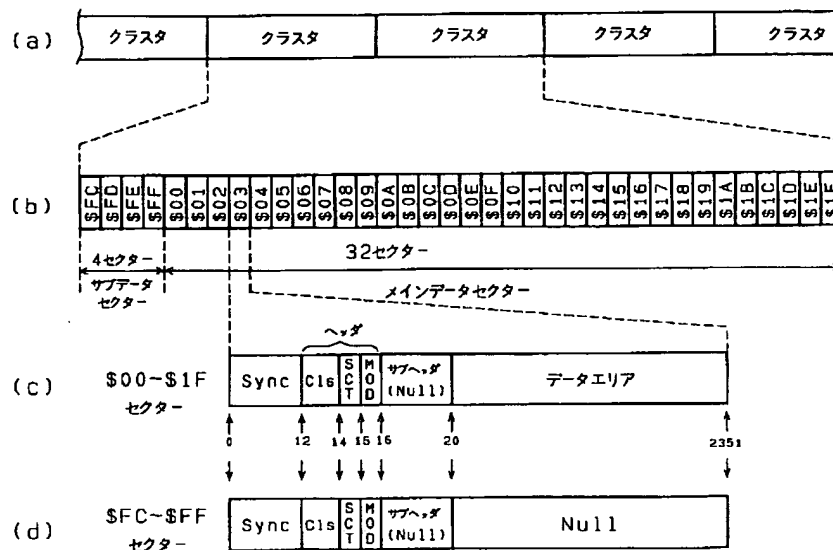 (a) クラスタ クラスタ クラスタ クラスタ クラスタ
(b) $FC $FD $FE $FF $00 $01 $02 $03 $04 $05 $06 $07 $08 $09 $0A $0B $0C $0D $0E $0F $10 $11 $12 $13 $14 $15 $16 $17 $18 $19 $1A $1B $1C $1D $1E $1F
4セクター 32セクター
サブデータ
セクター
メインデータセクター
ヘッダ
(c) $00~$1F
セクター
Sync Cls SCT MOD サブヘッダ
(Null)
データエリア
0 12 14 15 16 20 2351
(d) $FC~$FF
セクター
Sync Cls SCT MOD サブヘッダ
(Null)
Null